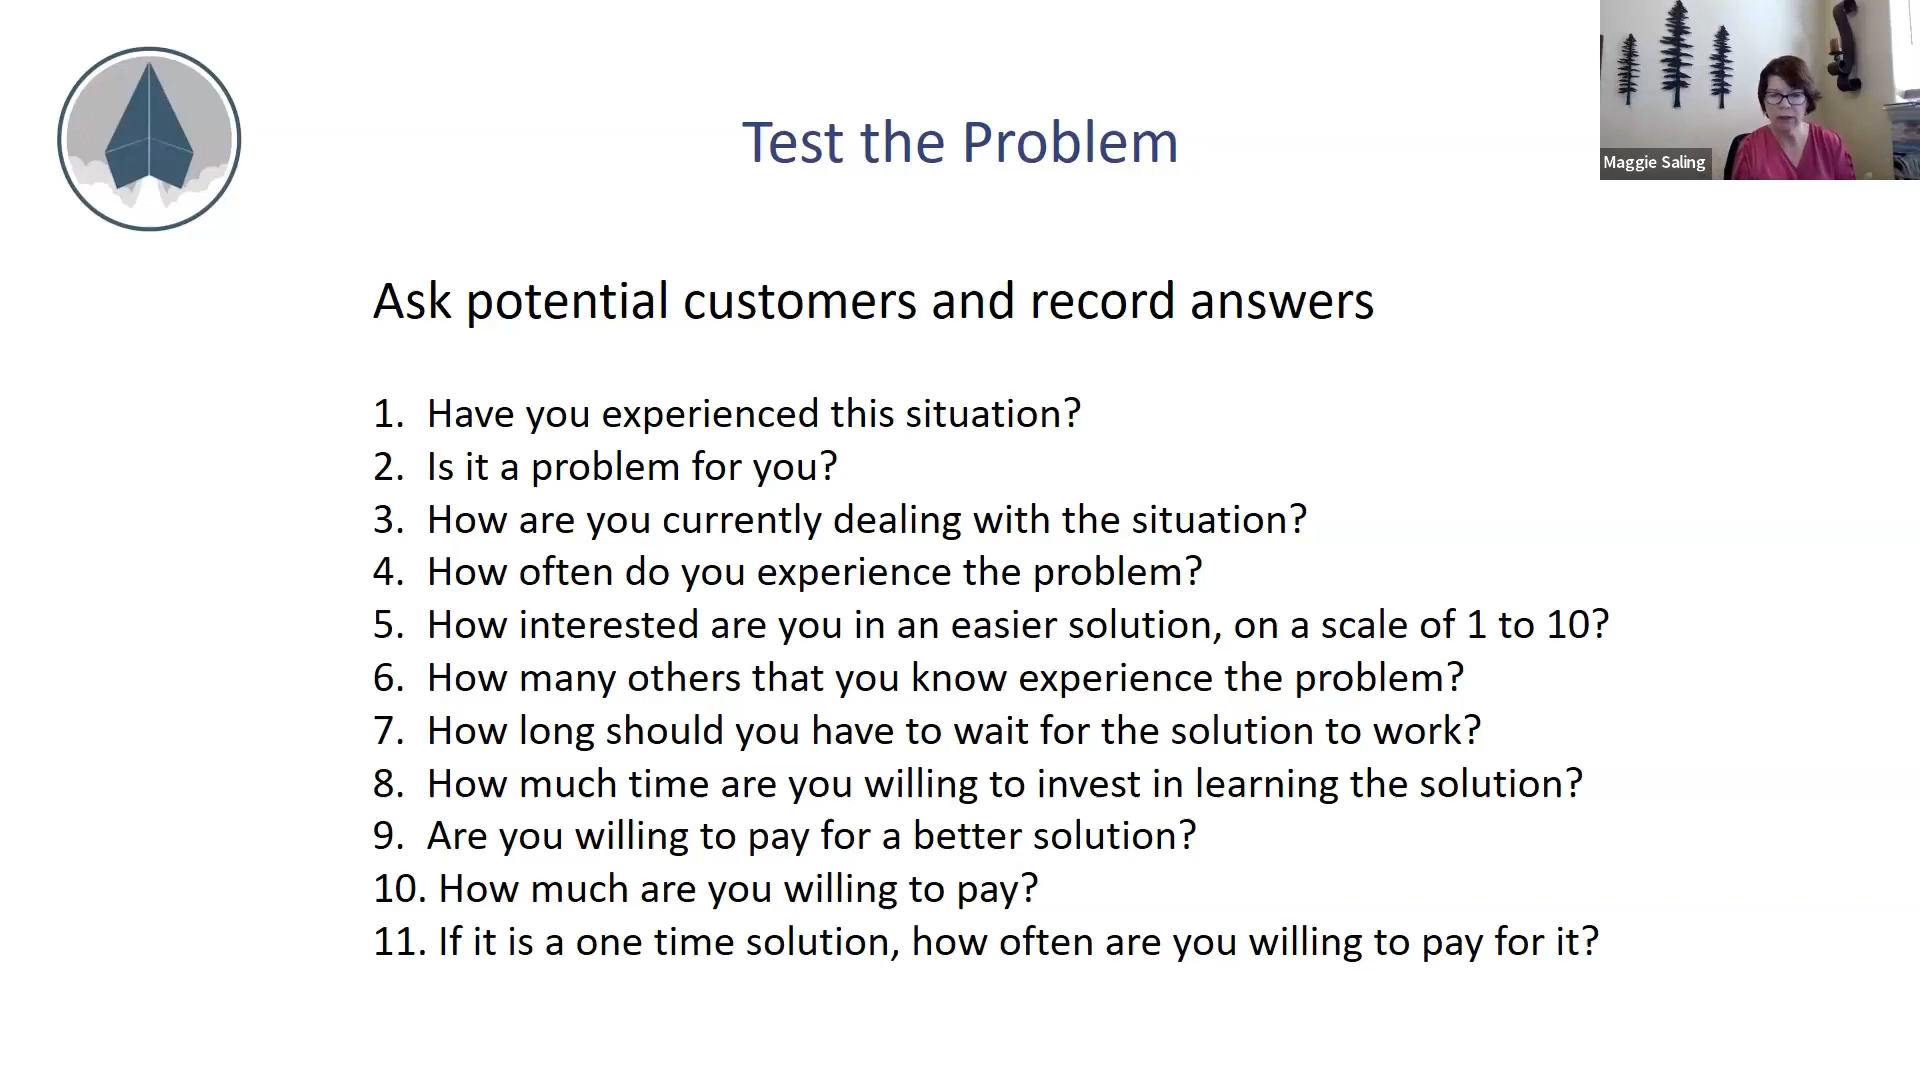 Test the Problem
Maggie Saling
Ask potential customers and record answers
1. Have you experienced this situation?
2. Is it a problem for you?
3. How are you currently dealing with the situation?
4. How often do you experience the problem?
5. How interested are you in an easier solution, on a scale of 1 to 10?
6. How many others that you know experience the problem?
7. How long should you have to wait for the solution to work?
8. How much time are you willing to invest in learning the solution?
9. Are you willing to pay for a better solution?
10. How much are you willing to pay?
11. If it is a one time solution, how often are you willing to pay for it?